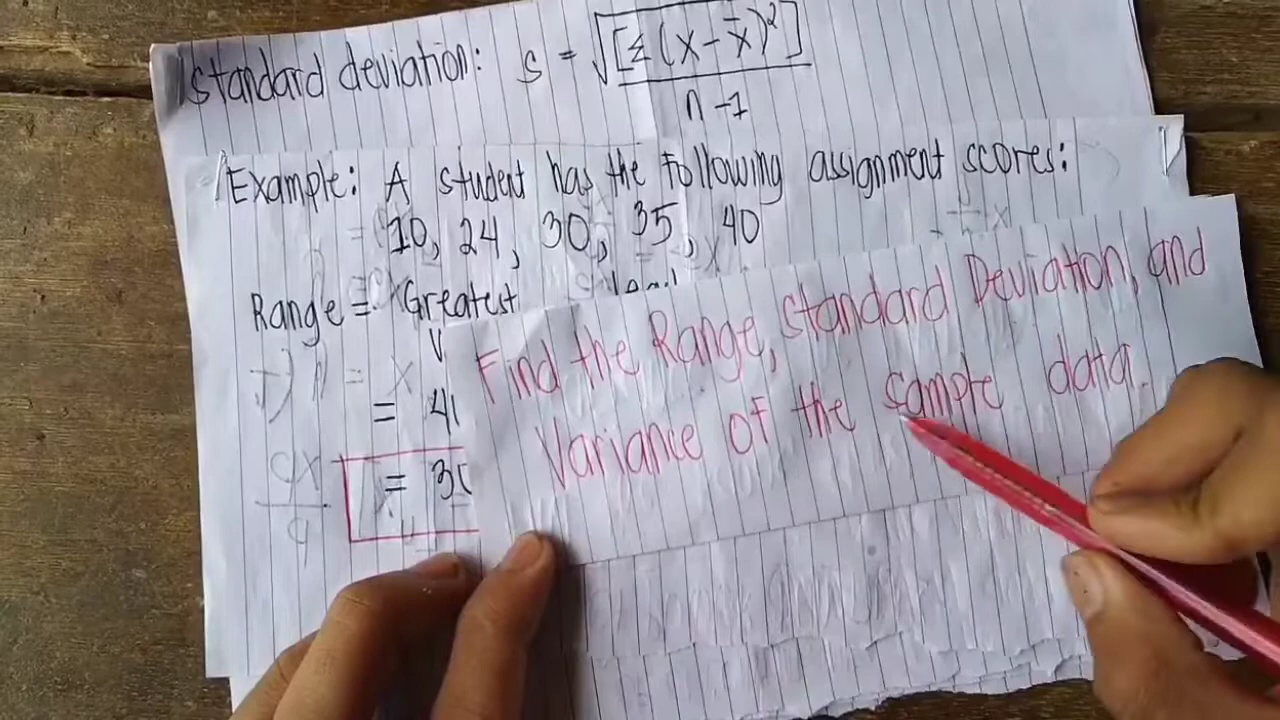 standard deviation: s = √[Σ(x-x̄)²]
n-1
Example: A student has the following assignment scores:
= 10, 24, 30, 35, 40
Range = Greatest
Find the Range, standard Deviation, and
Variance of the sample data.
=
= 30